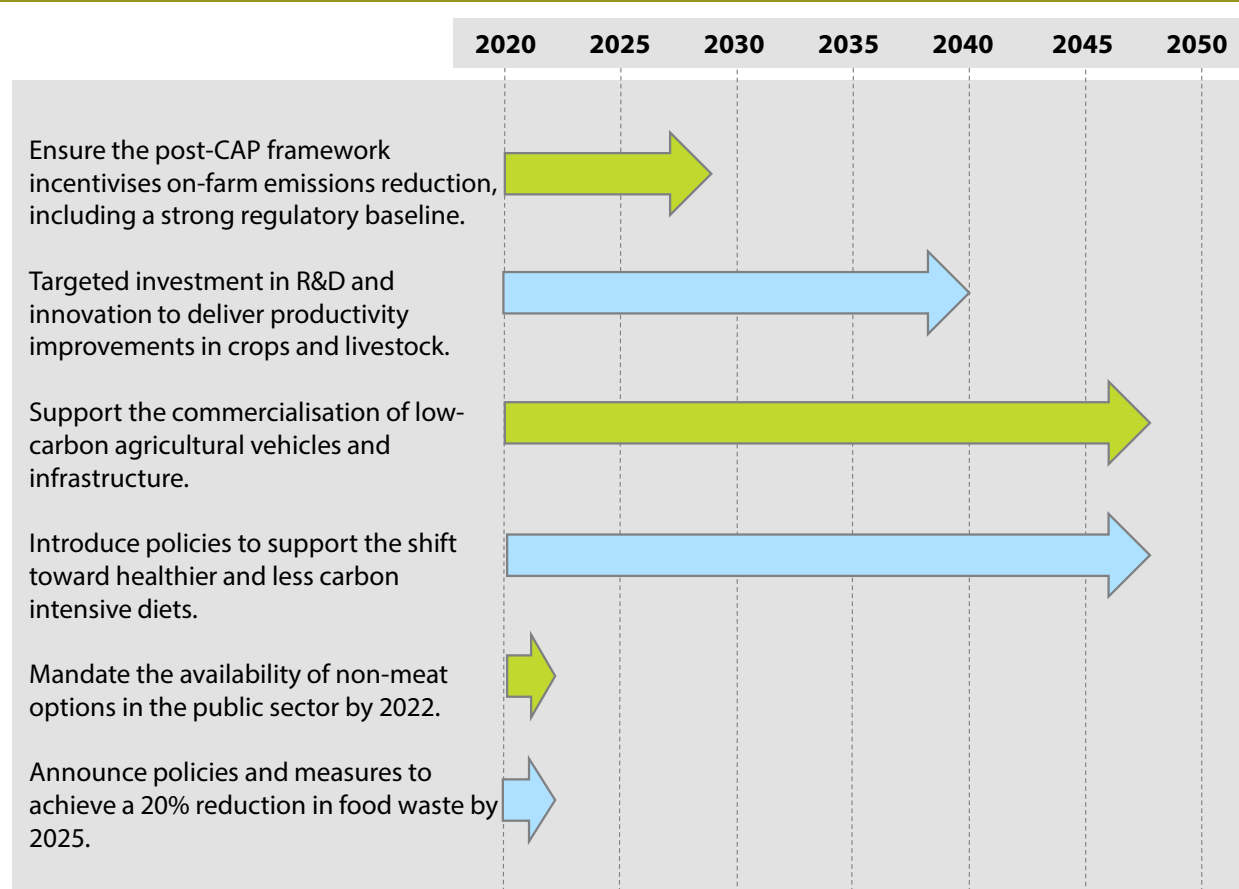 2020 2025 2030 2035 2040 2045 2050
Ensure the post-CAP framework
incentivises on-farm emissions reduction,
including a strong regulatory baseline.
Targeted investment in R&D and
innovation to deliver productivity
improvements in crops and livestock.
Support the commercialisation of low-
carbon agricultural vehicles and
infrastructure.
Introduce policies to support the shift
toward healthier and less carbon
intensive diets.
Mandate the availability of non-meat
options in the public sector by 2022.
Announce policies and measures to
achieve a 20% reduction in food waste by
2025.